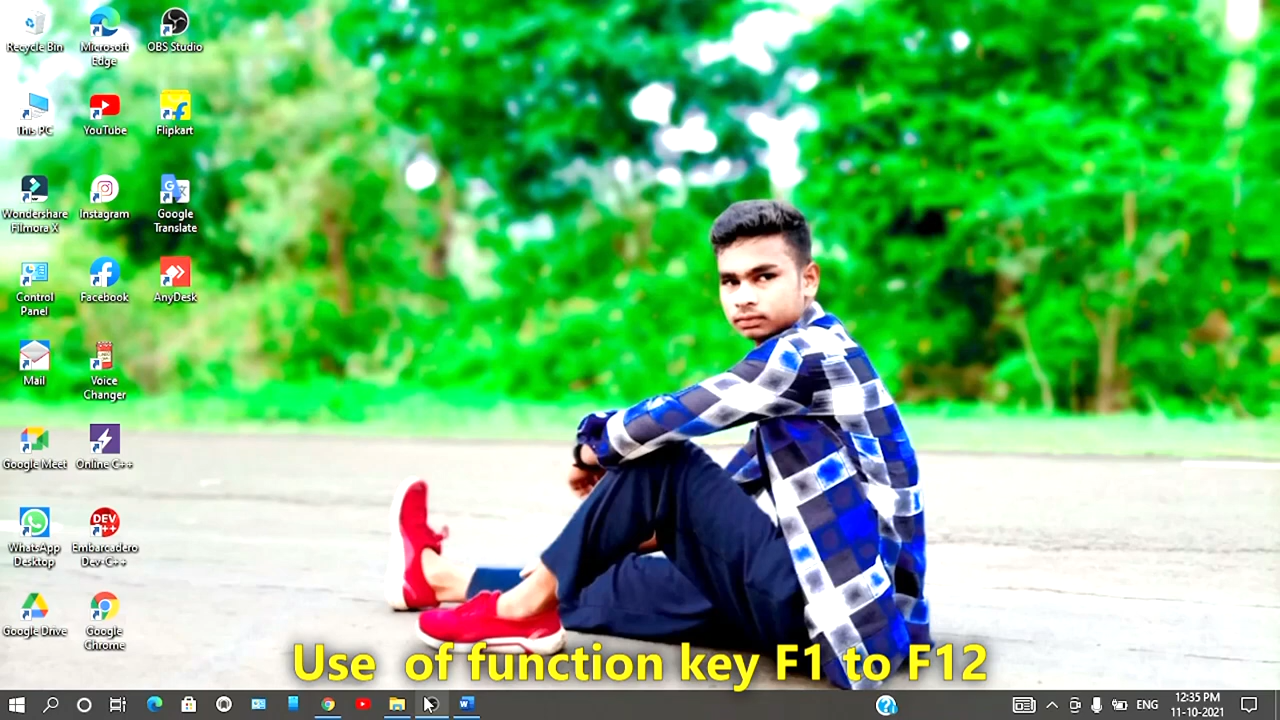 Recycle Bin
Microsoft
Edge
OBS Studio
This PC
YouTube
Flipkart
Wondershare
Filmora X
Instagram
Google
Translate
Control
Panel
Facebook
AnyDesk
Mail
Voice
Changer
Google Meet
Online C++
WhatsApp
Desktop
DEV
C++
Embarcadero
Dev-C++
Google Drive
Google
Chrome
Use of function key F1 to F12
ENG
12:35 PM
11-10-2021